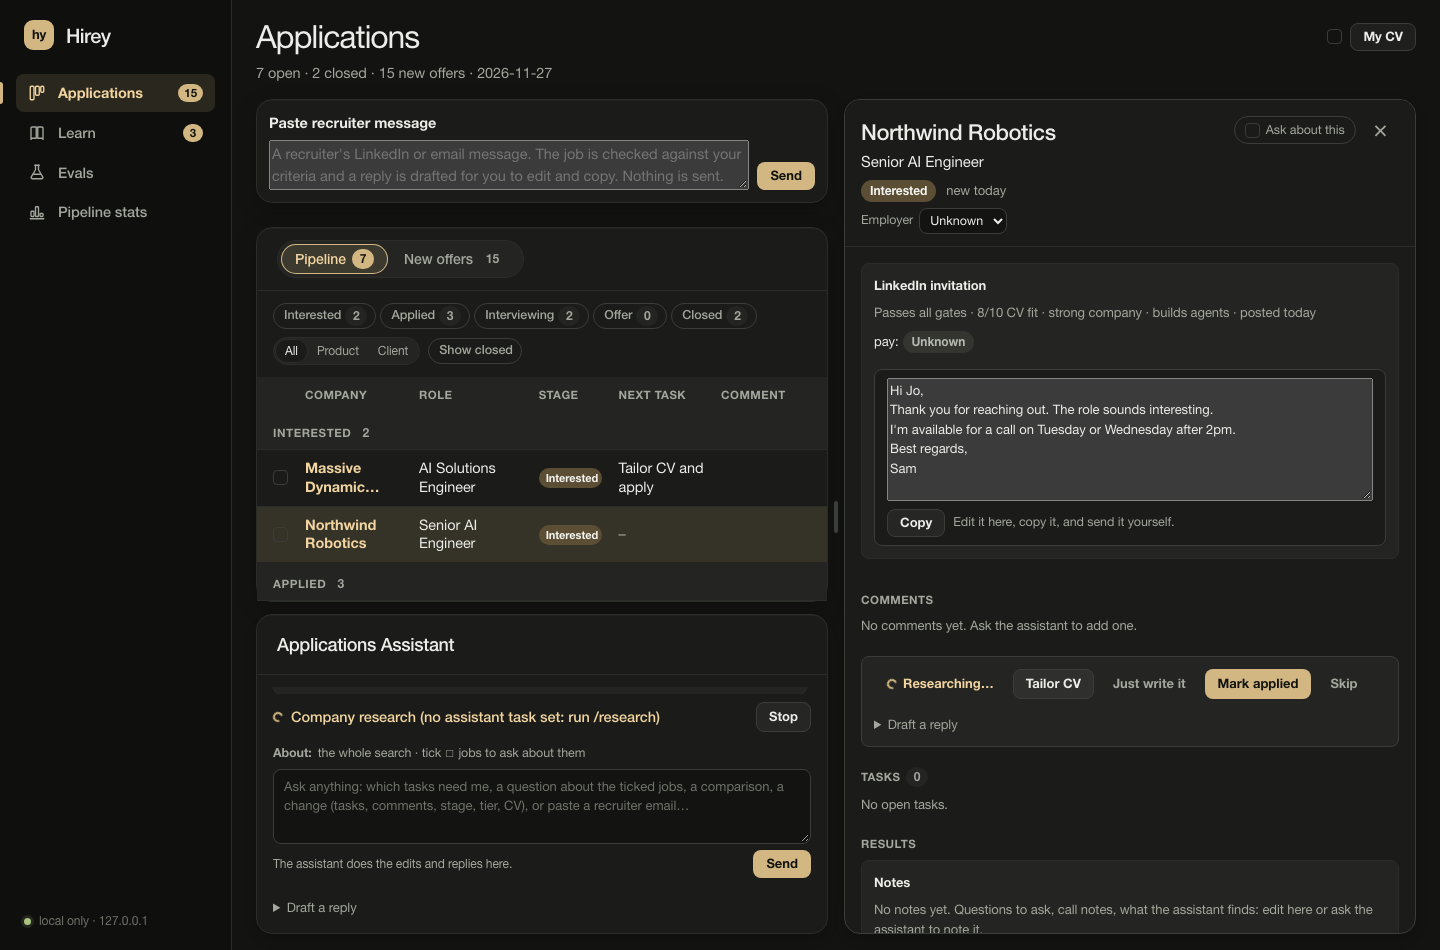 hy Hirey
Applications 15
Learn 3
Evals
Pipeline stats
local only · 127.0.0.1
Applications
7 open · 2 closed · 15 new offers · 2026-11-27
My CV
Paste recruiter message
A recruiter's LinkedIn or email message. The job is checked against your
criteria and a reply is drafted for you to edit and copy. Nothing is sent.
Send
Pipeline 7 New offers 15
Interested 2 Applied 3 Interviewing 2 Offer 0 Closed 2
All Product Client Show closed
COMPANY ROLE STAGE NEXT TASK COMMENT
INTERESTED 2
Massive Dynamic… AI Solutions Engineer Interested Tailor CV and apply
Northwind Robotics Senior AI Engineer Interested –
APPLIED 3
Applications Assistant
Company research (no assistant task set: run /research) Stop
About: the whole search · tick □ jobs to ask about them
Ask anything: which tasks need me, a question about the ticked jobs, a comparison, a
change (tasks, comments, stage, tier, CV), or paste a recruiter email…
The assistant does the edits and replies here. Send
▶ Draft a reply
Northwind Robotics
Ask about this ✕
Senior AI Engineer
Interested new today
Employer Unknown
LinkedIn invitation
Passes all gates · 8/10 CV fit · strong company · builds agents · posted today
pay: Unknown
Hi Jo,
Thank you for reaching out. The role sounds interesting.
I'm available for a call on Tuesday or Wednesday after 2pm.
Best regards,
Sam
Copy Edit it here, copy it, and send it yourself.
COMMENTS
No comments yet. Ask the assistant to add one.
Researching… Tailor CV Just write it Mark applied Skip
▶ Draft a reply
TASKS 0
No open tasks.
RESULTS
Notes
No notes yet. Questions to ask, call notes, what the assistant finds: edit here or ask the
assistant to note it.